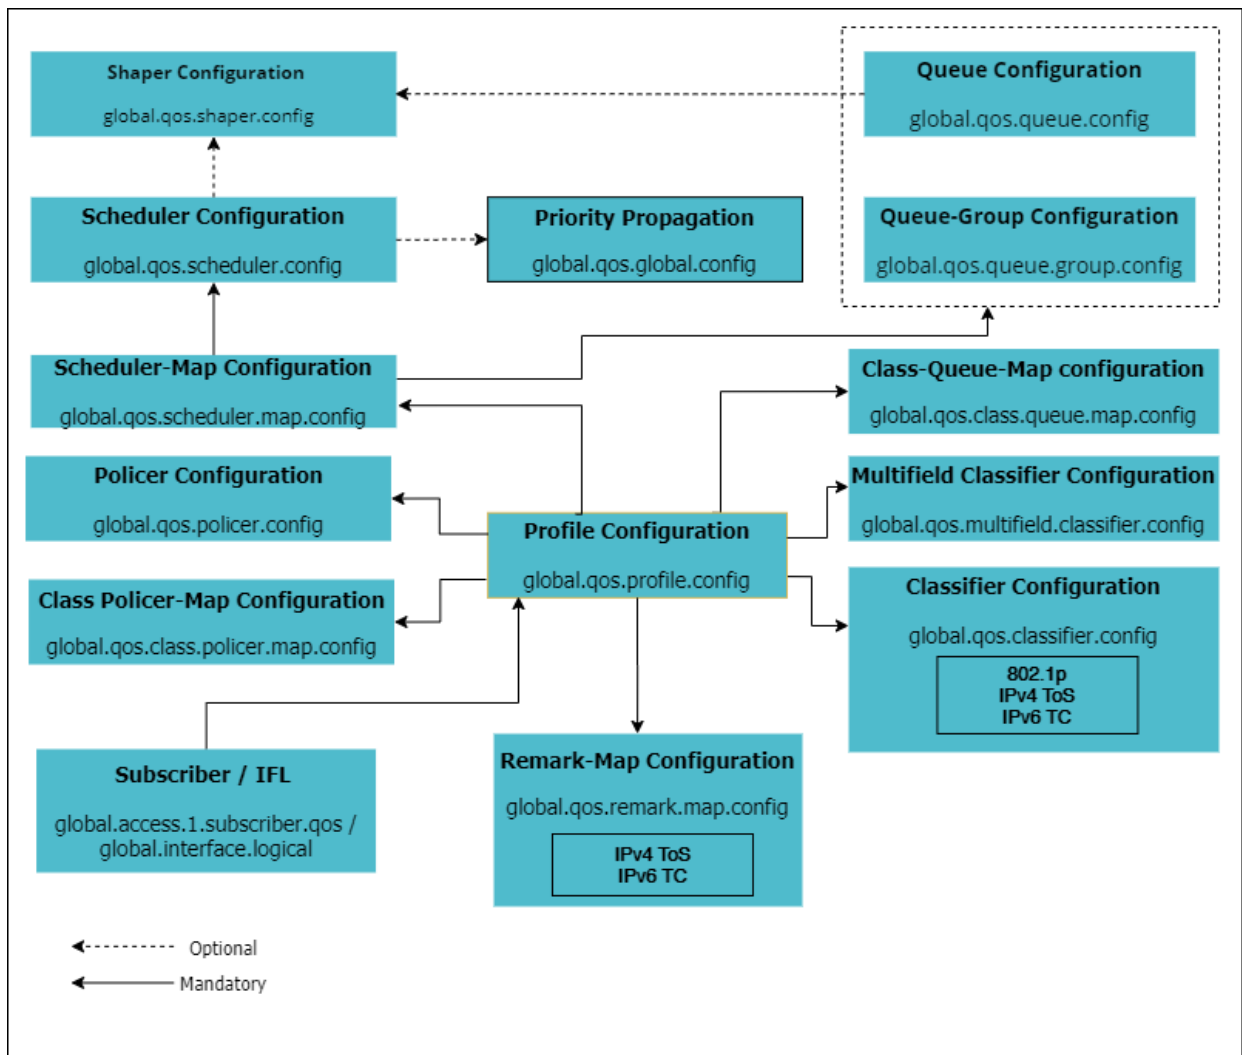 Shaper Configuration
global.qos.shaper.config
Queue Configuration
global.qos.queue.config
Scheduler Configuration
global.qos.scheduler.config
Priority Propagation
global.qos.global.config
Queue-Group Configuration
global.qos.queue.group.config
Scheduler-Map Configuration
global.qos.scheduler.map.config
Class-Queue-Map configuration
global.qos.class.queue.map.config
Policer Configuration
global.qos.policer.config
Multifield Classifier Configuration
global.qos.multifield.classifier.config
Profile Configuration
global.qos.profile.config
Class Policer-Map Configuration
global.qos.class.policer.map.config
Classifier Configuration
global.qos.classifier.config
802.1p
IPv4 ToS
IPv6 TC
Subscriber / IFL
global.access.1.subscriber.qos /
global.interface.logical
Remark-Map Configuration
global.qos.remark.map.config
IPv4 ToS
IPv6 TC
Optional
Mandatory